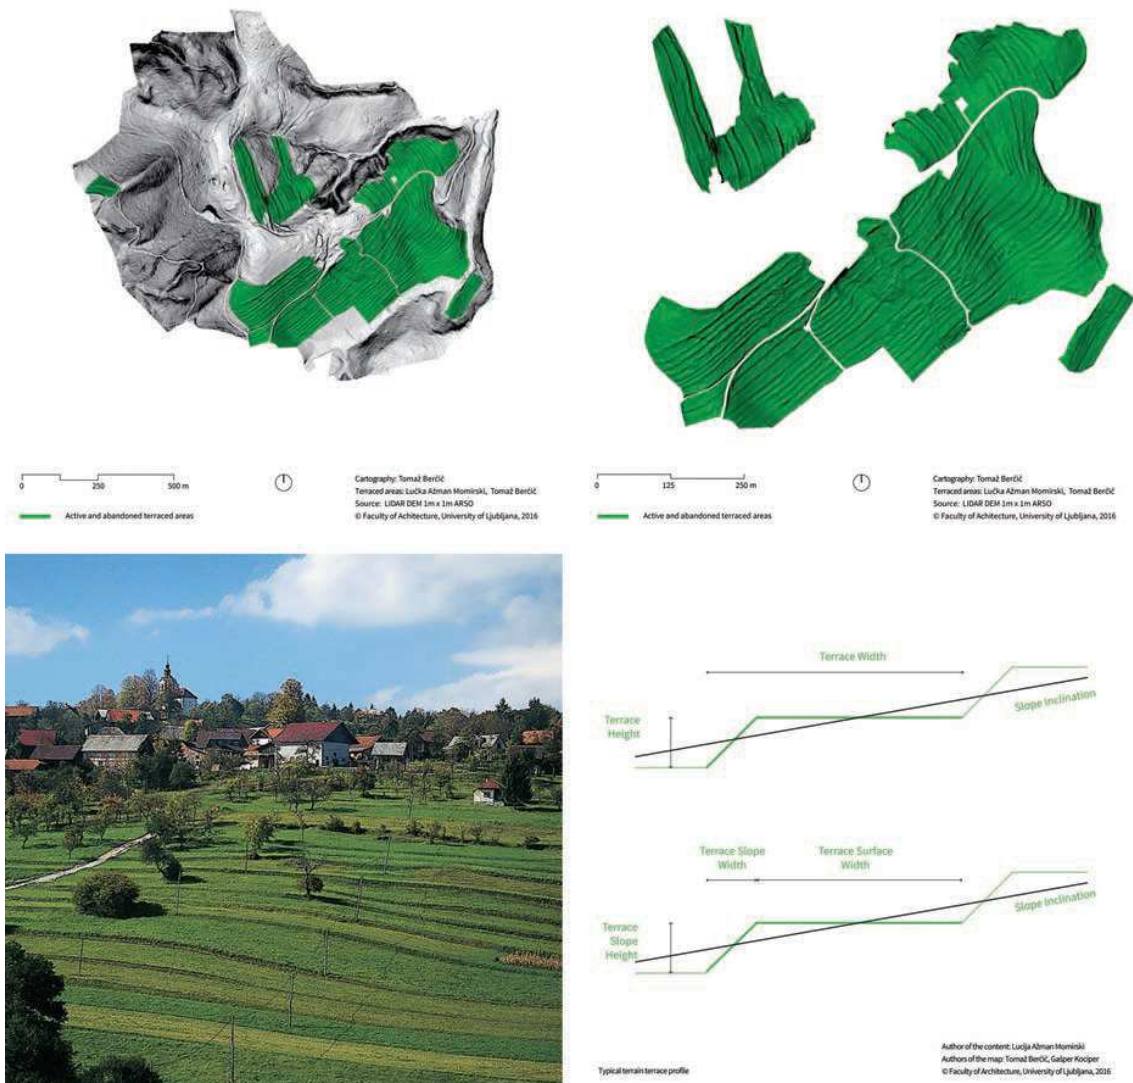 0 250 500 m
Active and abandoned terraced areas
Cartography: Tomaž Berčič
Terraced areas: Lučka Ažman Momirski, Tomaž Berčič
Source: LIDAR DEM 1m x 1m ARSO
© Faculty of Achitecture, University of Ljubljana, 2016
0 125 250 m
Active and abandoned terraced areas
Cartography: Tomaž Berčič
Terraced areas: Lučka Ažman Momirski, Tomaž Berčič
Source: LIDAR DEM 1m x 1m ARSO
© Faculty of Achitecture, University of Ljubljana, 2016
Terrace Width
Terrace
Height
Slope Inclination
Terrace Slope
Width
Terrace Surface
Width
Terrace
Slope
Height
Slope Inclination
Typical terrain terrace profile
Author of the content: Lucija Ažman Momirski
Authors of the map: Tomaž Berčič, Gašper Kociper
© Faculty of Architecture, University of Ljubljana, 2016